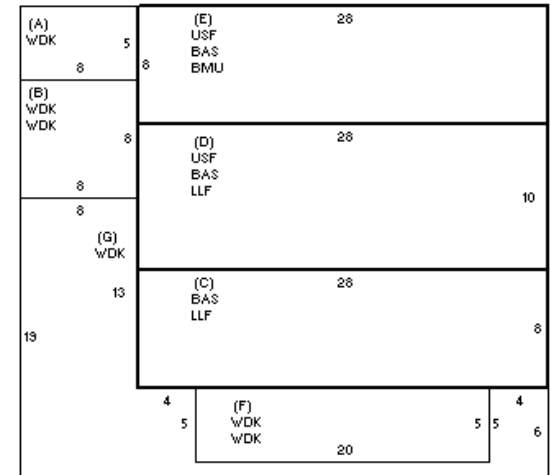 (A)
WDK
5
8
(E)
USF
BAS
BMU
28
8
(B)
WDK
WDK
8
8
(D)
USF
BAS
LLF
28
10
8
(G)
WDK
13
19
(C)
BAS
LLF
28
8
4
5
(F)
WDK
WDK
20
5
5
4
6